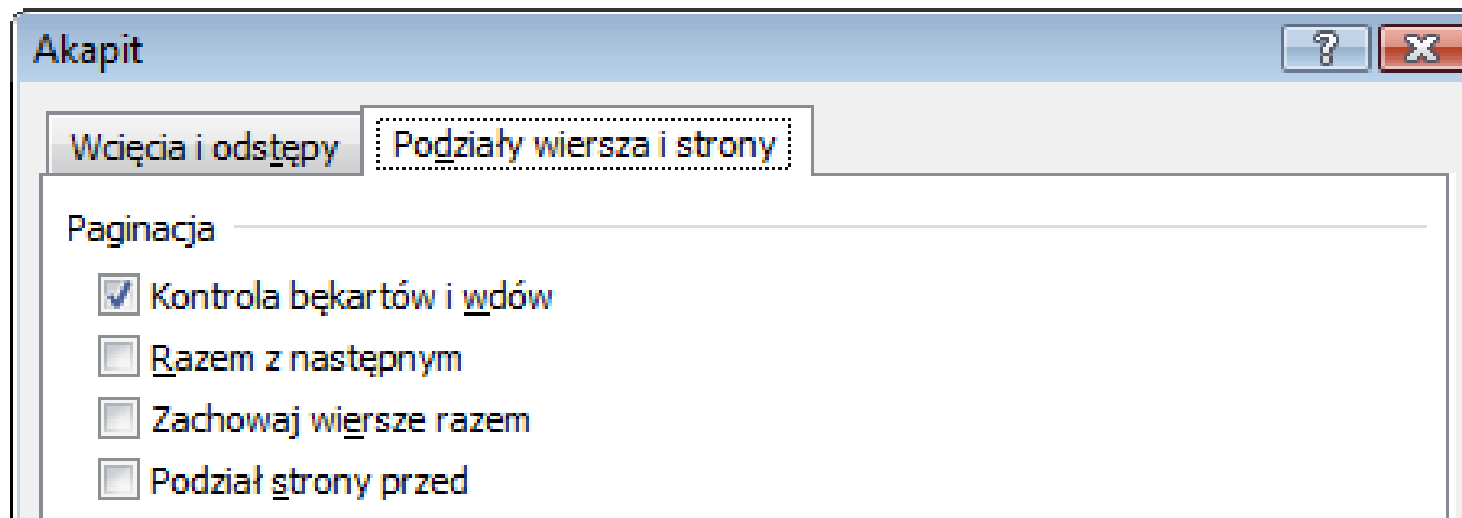 Akapit
Wcięcia i odstępy
Podziały wiersza i strony
Paginacja
Kontrola bękartów i wdów
Razem z następnym
Zachowaj wiersze razem
Podział strony przed